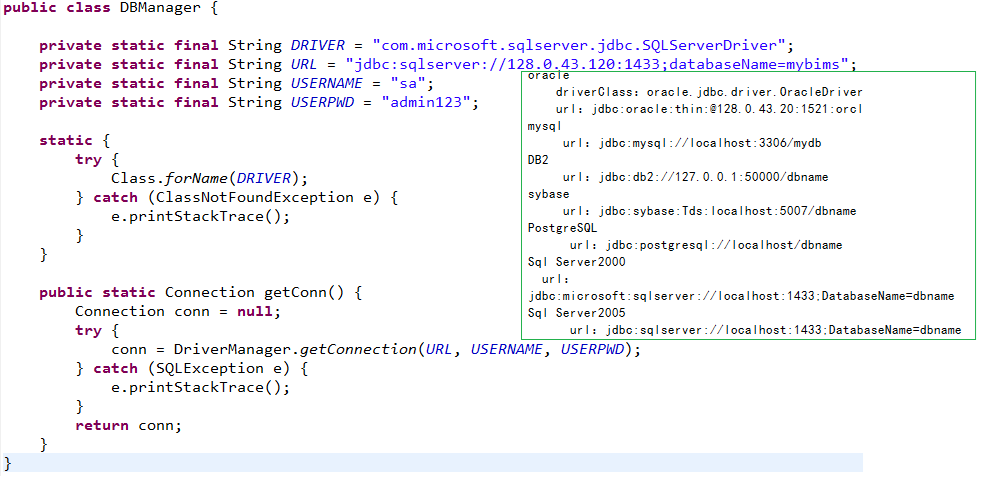 public class DBManager {
private static final String DRIVER = "com.microsoft.sqlserver.jdbc.SQLServerDriver";
private static final String URL = "jdbc:sqlserver://128.0.43.120:1433;databaseName=mybims";
private static final String USERNAME = "sa";
private static final String USERPWD = "admin123";
static {
try {
Class.forName(DRIVER);
} catch (ClassNotFoundException e) {
e.printStackTrace();
}
}
public static Connection getConn() {
Connection conn = null;
try {
conn = DriverManager.getConnection(URL, USERNAME, USERPWD);
} catch (SQLException e) {
e.printStackTrace();
}
return conn;
}
}
oracle
driverClass：oracle.jdbc.driver.OracleDriver
url：jdbc:oracle:thin:@128.0.43.20:1521:orcl
mysql
url：jdbc:mysql://localhost:3306/mydb
DB2
url：jdbc:db2://127.0.0.1:50000/dbname
sybase
url：jdbc:sybase:Tds:localhost:5007/dbname
PostgreSQL
url：jdbc:postgresql://localhost/dbname
Sql Server2000
url：
jdbc:microsoft:sqlserver://localhost:1433;DatabaseName=dbname
Sql Server2005
url：jdbc:sqlserver://localhost:1433;DatabaseName=dbname